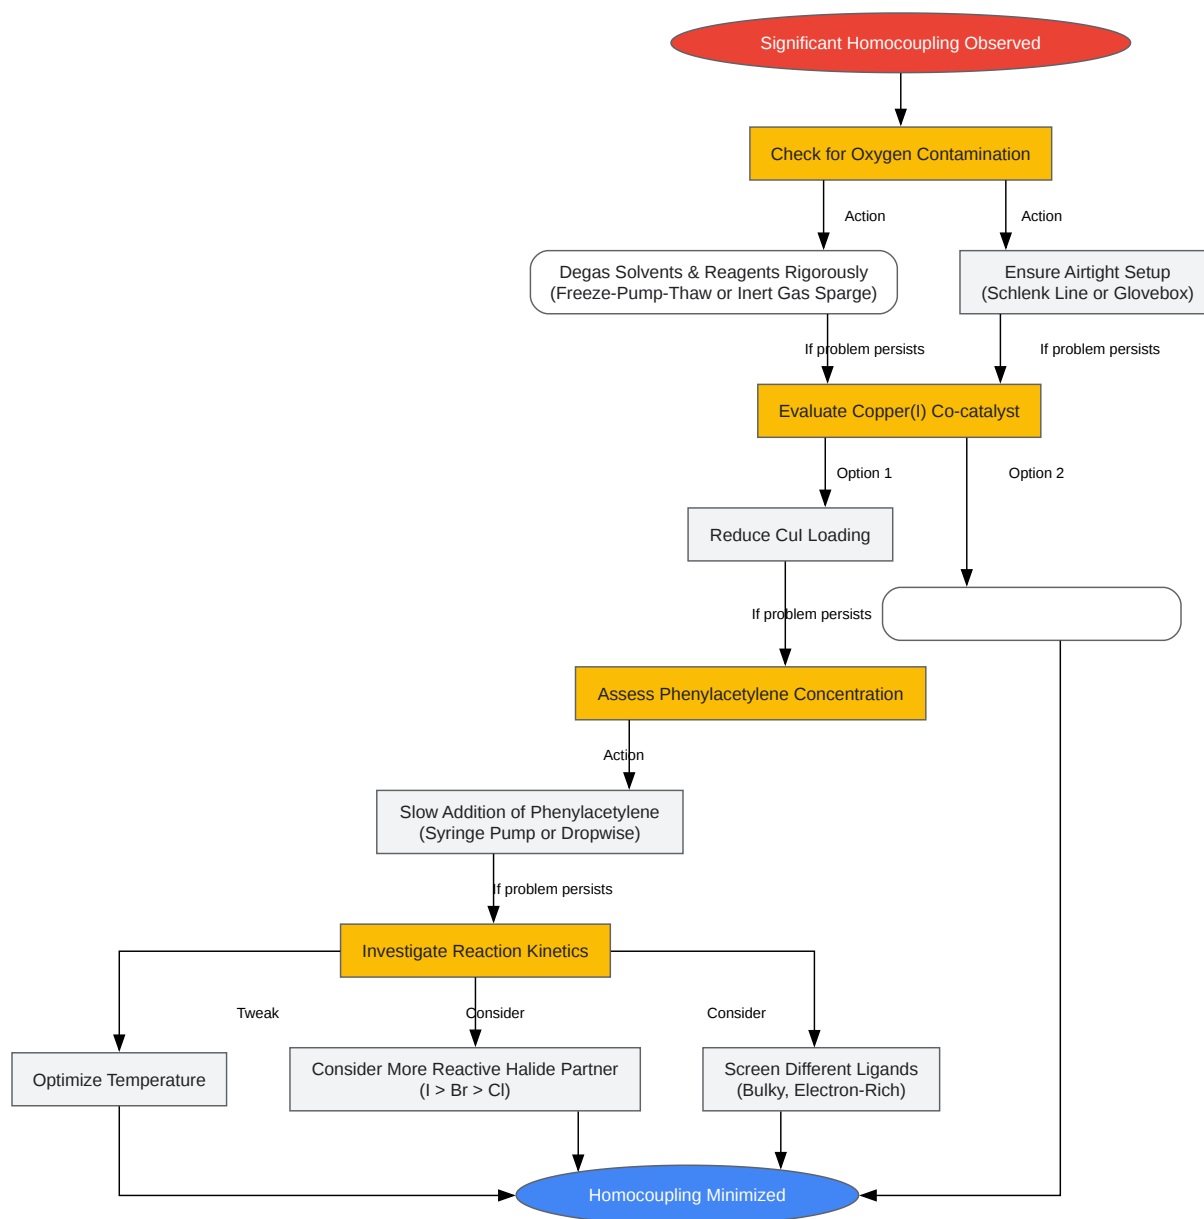 Significant Homocoupling Observed
Check for Oxygen Contamination
Action
Action
Degas Solvents & Reagents Rigorously
(Freeze-Pump-Thaw or Inert Gas Sparge)
Ensure Airtight Setup
(Schlenk Line or Glovebox)
If problem persists
If problem persists
Evaluate Copper(I) Co-catalyst
Option 1
Option 2
Reduce CuI Loading
If problem persists
Assess Phenylacetylene Concentration
Action
Slow Addition of Phenylacetylene
(Syringe Pump or Dropwise)
If problem persists
Investigate Reaction Kinetics
Tweak
Consider
Consider
Optimize Temperature
Consider More Reactive Halide Partner
(I > Br > Cl)
Screen Different Ligands
(Bulky, Electron-Rich)
Homocoupling Minimized